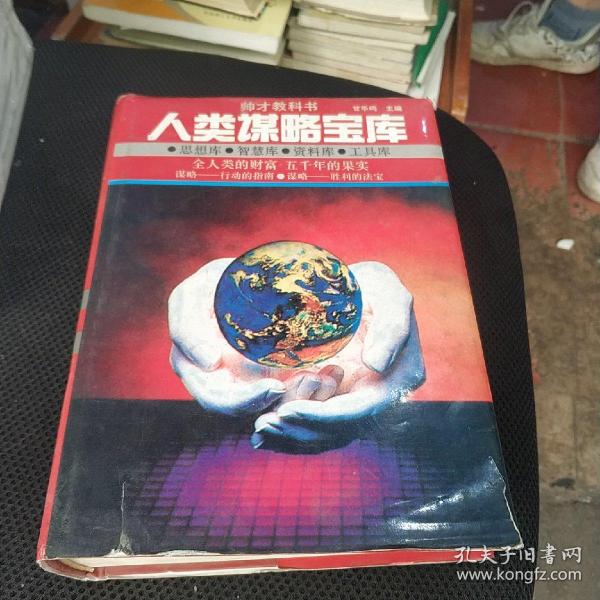 帅才教科书 甘华鸣 主编
人类谋略宝库
●思想库●智慧库●资料库●工具库
全人类的财富·五千年的果实
谋略——行动的指南●谋略——胜利的法宝
孔夫子旧书网
www.kongfz.com